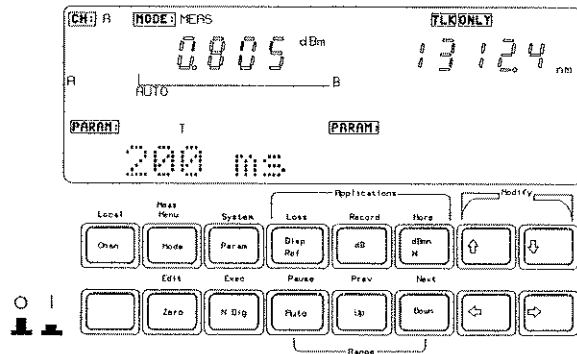 CH: A MODE: MEAS TLK ONLY
0.805 dBm 1312.4 nm
A B
AUTO
PARAM: T PARAM:
200 ms
Applications Modify
Local Meas Menu System Loss Record More
Chan Mode Param Disp Ref dB dBm W
Edit Exec Pause Prev Next
Zero N Dig Auto Up Down
Range